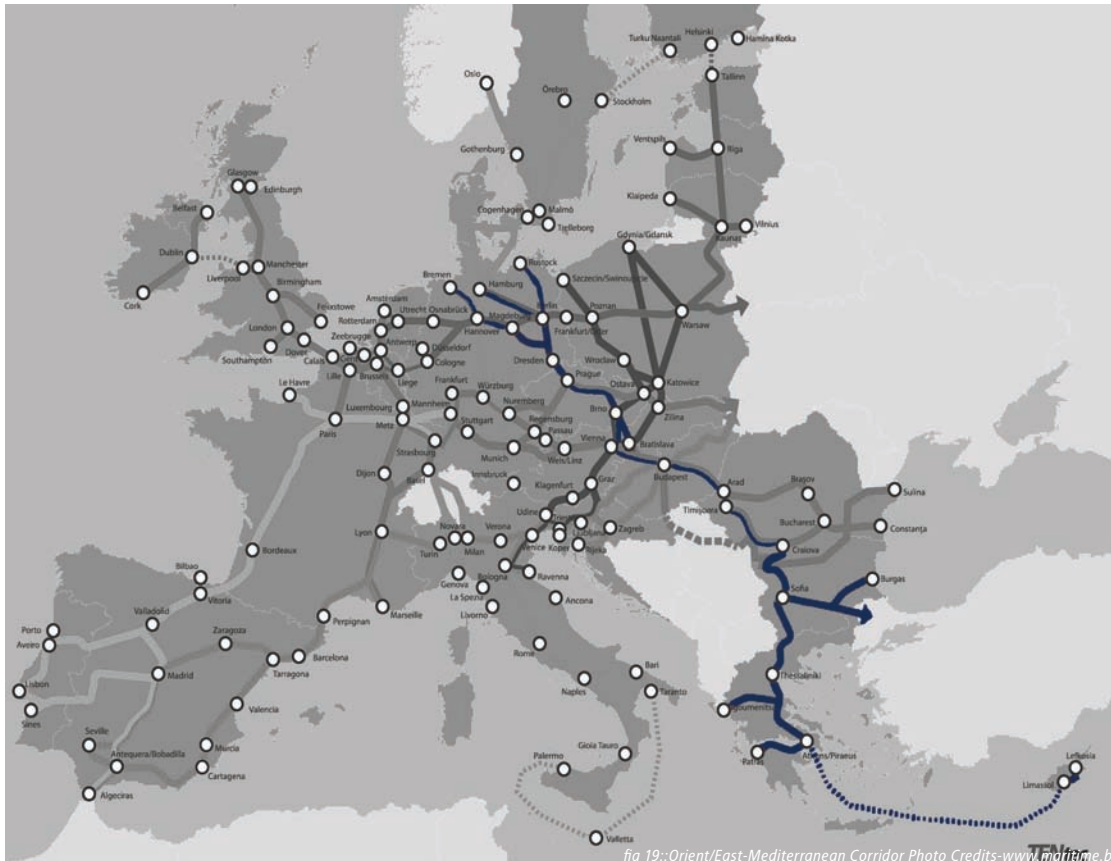 Turku Naantali
Helsinki
Hamina Kotka
Oslo
Örebro
Stockholm
Tallinn
Gothenburg
Ventspils
Riga
Glasgow
Edinburgh
Klaipeda
Belfast
Copenhagen
Malmö
Trelleborg
Kaunas
Vilnius
Gdynia/Gdansk
Dublin
Liverpool
Manchester
Rostock
Cork
Birmingham
Bremen
Hamburg
Szczecin/Swinoujscie
Felixstowe
Amsterdam
Rotterdam
Utrecht
Osnabrück
Hannover
Magdeburg
Berlin
Frankfurt/Oder
Poznan
Warsaw
London
Southampton
Dover
Calais
Zeebrugge
Antwerp
Düsseldorf
Cologne
Lille
Brussels
Liege
Dresden
Wroclaw
Le Havre
Frankfurt
Würzburg
Prague
Ostava
Katowice
Luxembourg
Mannheim
Nuremberg
Brno
Zilina
Paris
Metz
Stuttgart
Regensburg
Passau
Strasbourg
Munich
Wels/Linz
Vienna
Bratislava
Dijon
Basel
Innsbruck
Klagenfurt
Graz
Budapest
Arad
Timişoara
Braşov
Sulina
Udine
Ljubljana
Zagreb
Bucharest
Constanţa
Lyon
Novara
Turin
Milan
Verona
Venice
Koper
Rijeka
Craiova
Bordeaux
Bologna
Ravenna
Genova
La Spezia
Livorno
Ancona
Bilbao
Vitoria
Sofia
Burgas
Valladolid
Perpignan
Marseille
Porto
Aveiro
Zaragoza
Rome
Madrid
Tarragona
Barcelona
Bari
Thessaloniki
Lisbon
Sines
Valencia
Naples
Taranto
Igoumenitsa
Seville
Murcia
Antequera/Bobadilla
Cartagena
Palermo
Gioia Tauro
Patras
Athens/Piraeus
Lefkosia
Limassol
Algeciras
Valletta
TENtec
fig 19::Orient/East-Mediterranean Corridor Photo Credits-www.maritime b